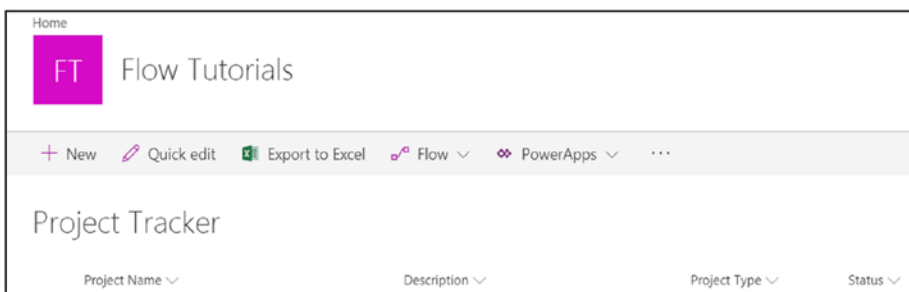 Home
FT Flow Tutorials
New Quick edit Export to Excel Flow PowerApps ...
Project Tracker
Project Name Description Project Type Status